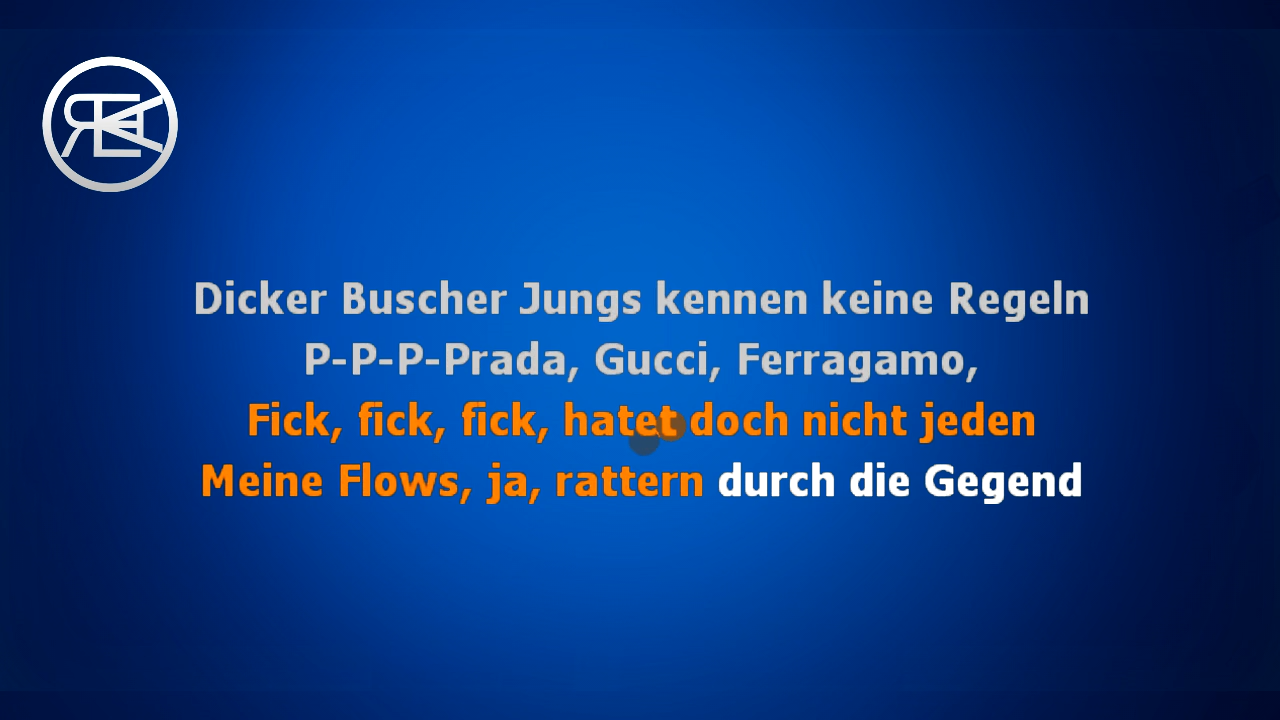 Dicker Buscher Jungs kennen keine Regeln
P-P-P-Prada, Gucci, Ferragamo,
Fick, fick, fick, hatet doch nicht jeden
Meine Flows, ja, rattern durch die Gegend